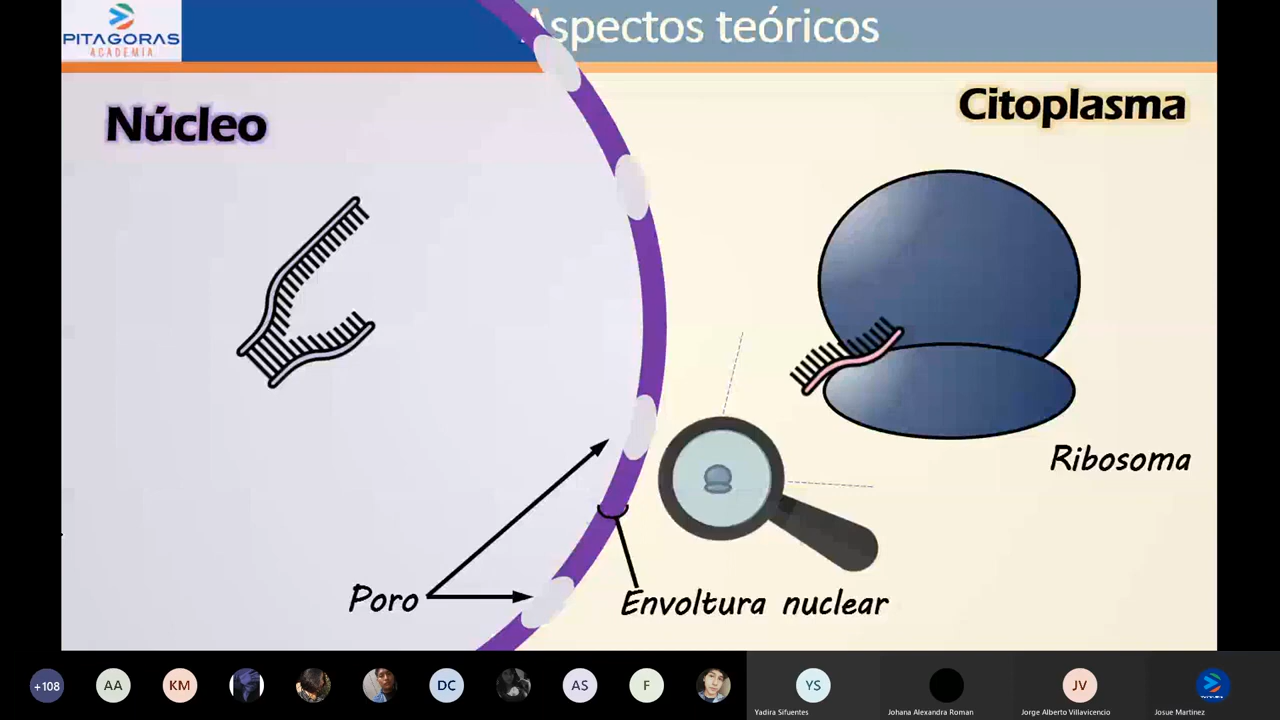 PITAGORAS
ACADEMIA
Aspectos teóricos
Núcleo
Citoplasma
Ribosoma
Poro
Envoltura nuclear
+108
AA
KM
DC
AS
F
YS
JV
Yadira Sifuentes
Johana Alexandra Roman
Jorge Alberto Villavicencio
Josue Martinez